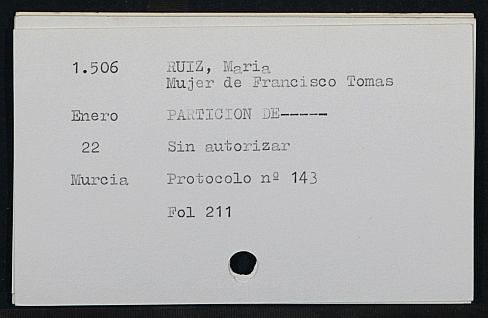 1.506 RUIZ, Maria
Mujer de Francisco Tomas
Enero PARTICION DE-----
22 Sin autorizar
Murcia Protocolo nº 143
Fol 211